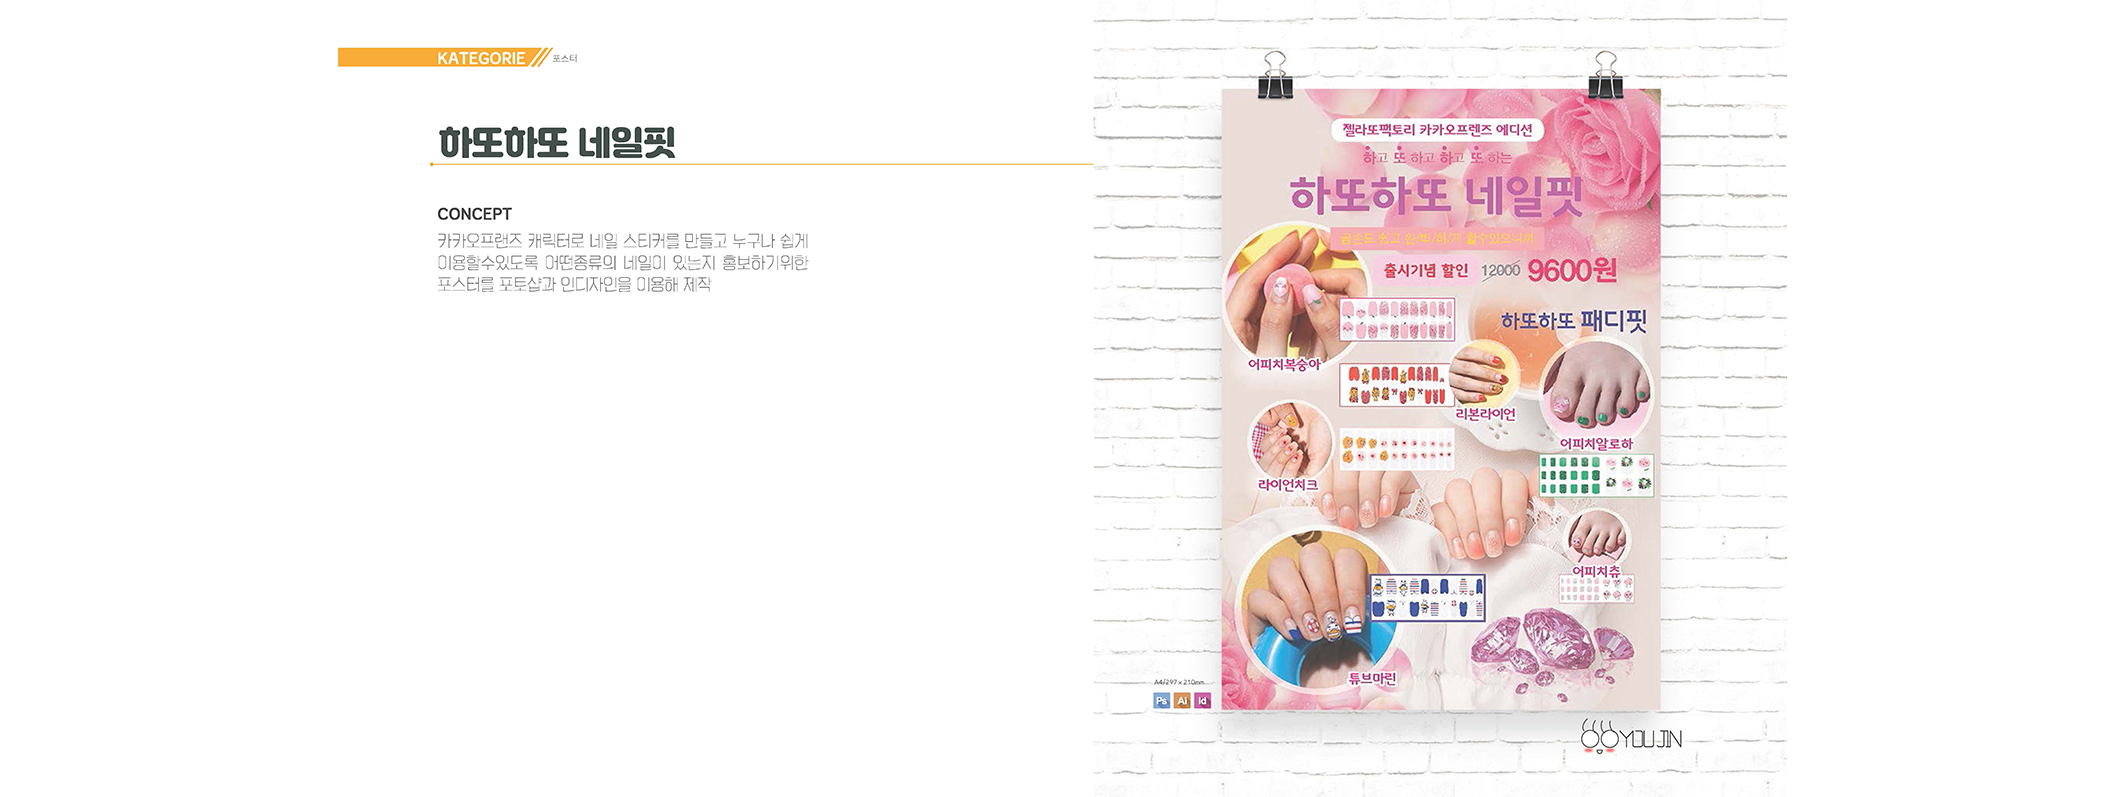 KATEGORIE
포스터
하또하또 네일핏
CONCEPT
카카오프랜즈 캐릭터로 네일 스티커를 만들고 누구나 쉽게
이용할수있도록 어떤종류의 네일이 있는지 홍보하기위한
포스터를 포토샵과 인디자인을 이용해 제작
젤라또팩토리 카카오프렌즈 에디션
하고 또 하고 하고 또 하는
하또하또 네일핏
할수있으니까
출시기념 할인 12000 9600원
하또하또 패디핏
어피치복숭아
리본라이언
어피치알로하
라이언치크
어피치츄
튜브마린
A4/297 x 210mm
Ps Ai Id
YOUJIN